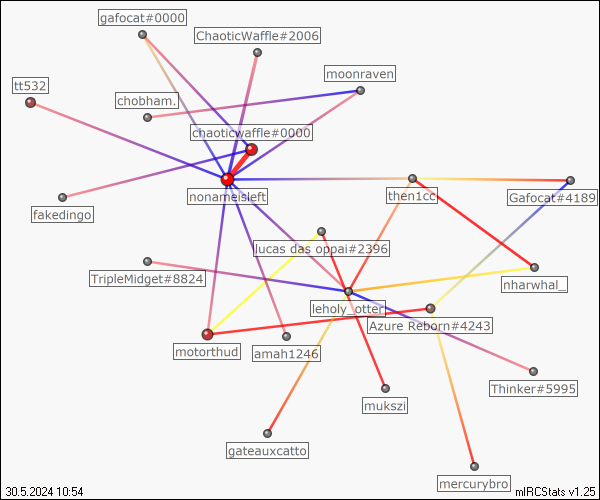 gafocat#0000
ChaoticWaffle#2006
moonraven
tt532
chobham.
chaoticwaffle#0000
nonameisleft
then1cc
Gafocat#4189
fakedingo
lucas das oppai#2396
TripleMidget#8824
nharwhal_
leholy_otter
Azure Reborn#4243
motorthud
amah1246
Thinker#5995
mukszi
gateauxcatto
mercurybro
30.5.2024 10:54
mIRCStats v1.25